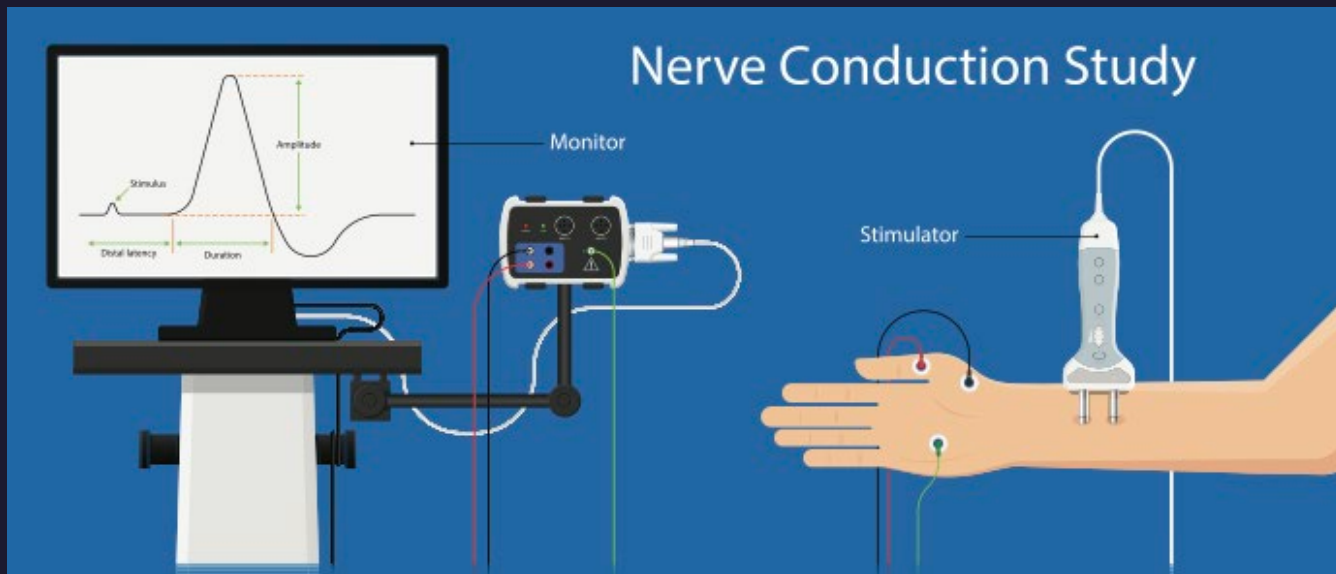 Nerve Conduction Study
Monitor
Amplitude
Stimulus
Distal latency
Duration
Stimulator